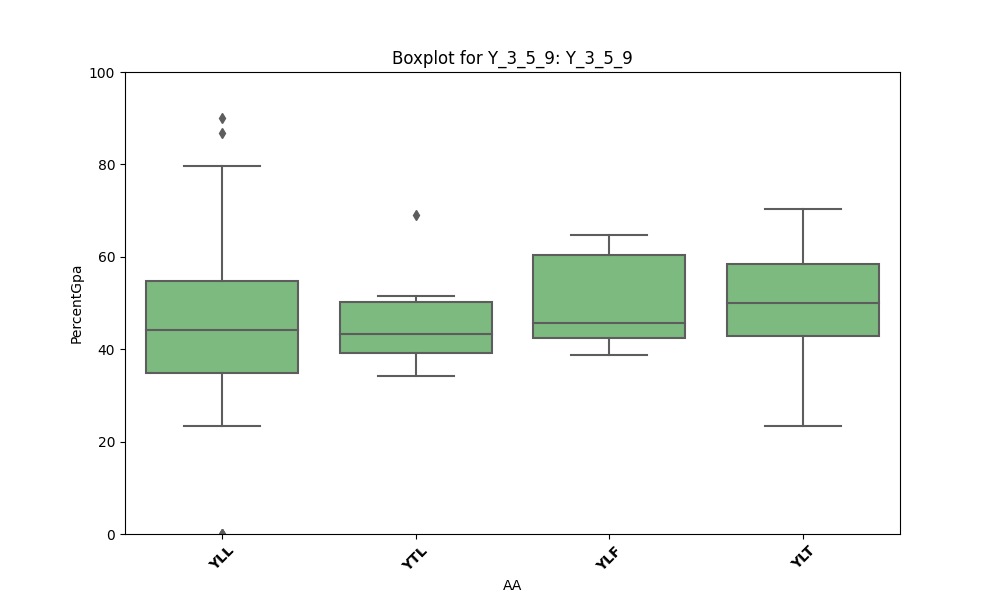 Boxplot for Y_3_5_9: Y_3_5_9
100
80
60
40
20
0
PercentGpa
YLL
YTL
YLF
YLT
AA